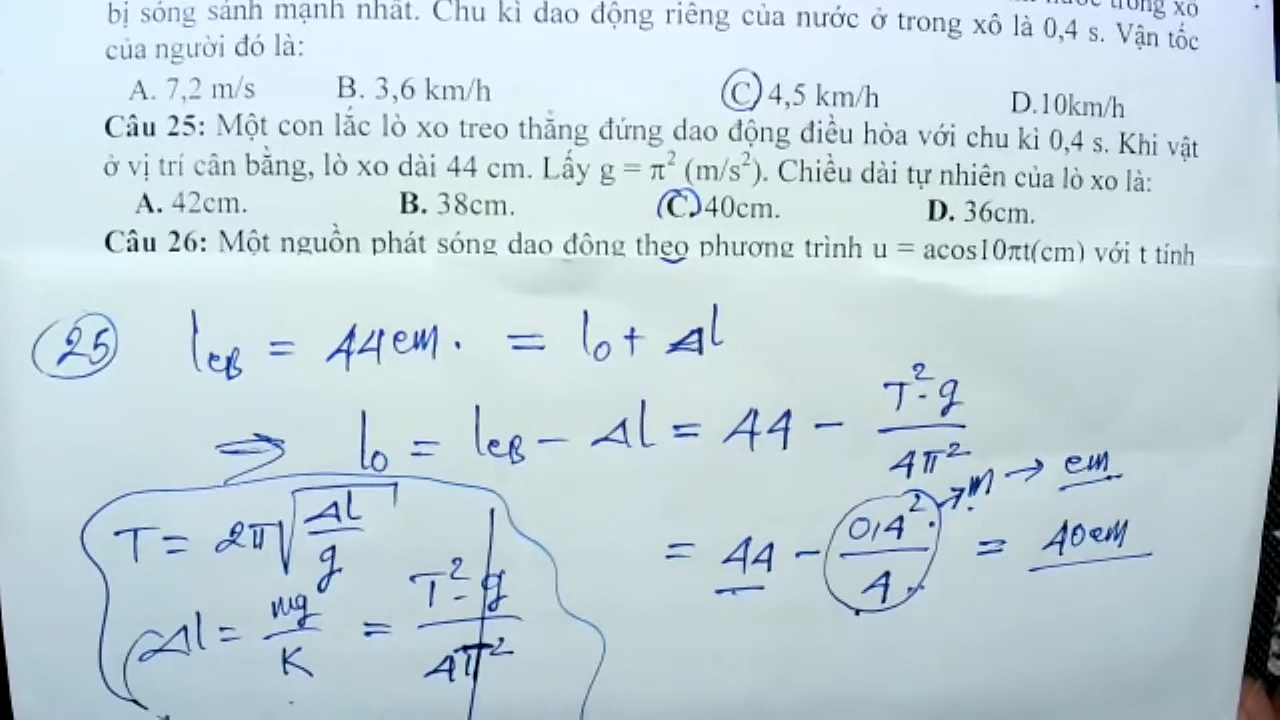 trong xô
bị sóng sánh mạnh nhất. Chu kì dao động riêng của nước ở trong xô là 0,4 s. Vận tốc
của người đó là:
A. 7,2 m/s B. 3,6 km/h C. 4,5 km/h D.10km/h
Câu 25: Một con lắc lò xo treo thẳng đứng dao động điều hòa với chu kì 0,4 s. Khi vật
ở vị trí cân bằng, lò xo dài 44 cm. Lấy g = π² (m/s²). Chiều dài tự nhiên của lò xo là:
A. 42cm. B. 38cm. C. 40cm. D. 36cm.
Câu 26: Một nguồn phát sóng dao động theo phương trình u = acos10πt(cm) với t tính
25 lCB = 44cm. = l₀ + Δl
⇒ l₀ = lCB - Δl = 44 - T².g/4π²
= 44 - 0,4²/4 → m → cm = 40cm
T = 2π√(Δl/g)
Δl = mg/K = T².g/4π²